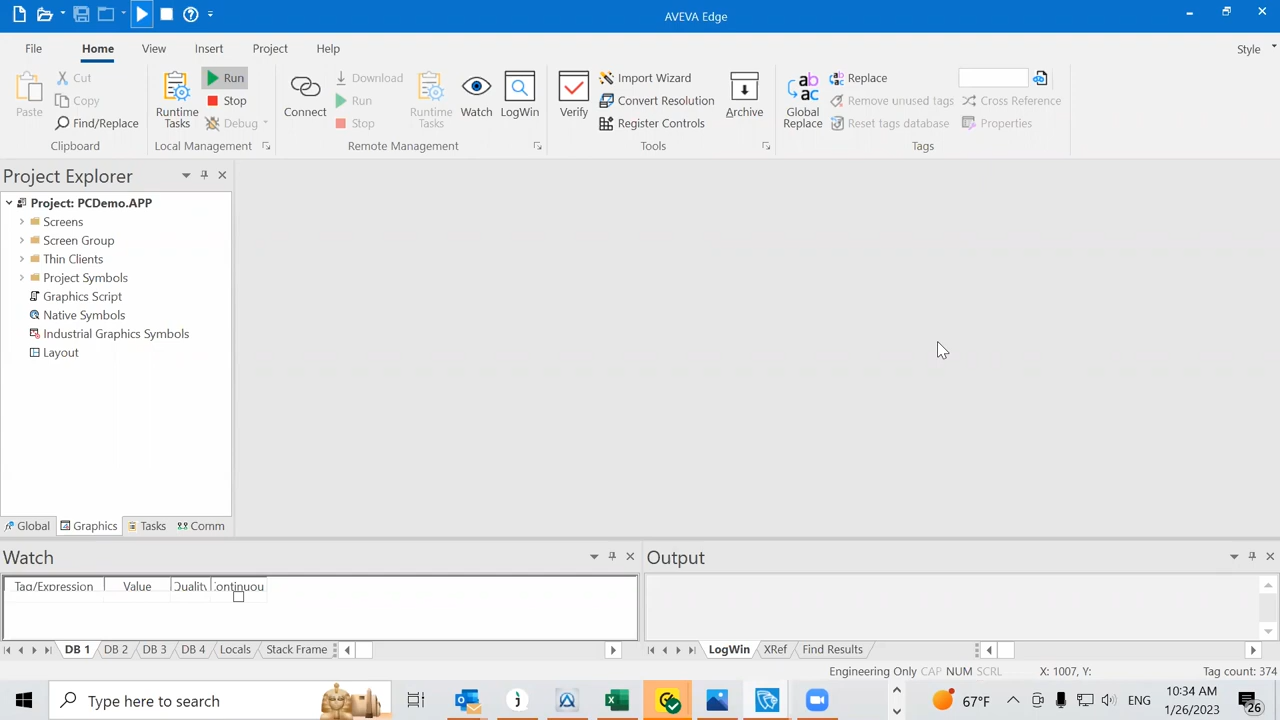 AVEVA Edge
File Home View Insert Project Help Style
Paste Cut Copy Find/Replace
Clipboard
Runtime Tasks Run Stop Debug
Local Management
Connect Download Run Stop Runtime Tasks Watch LogWin
Remote Management
Verify Import Wizard Convert Resolution Register Controls Archive
Tools
Global Replace Replace Remove unused tags Reset tags database Cross Reference Properties
Tags
Project Explorer
Project: PCDemo.APP
Screens
Screen Group
Thin Clients
Project Symbols
Graphics Script
Native Symbols
Industrial Graphics Symbols
Layout
Global Graphics Tasks Comm
Watch
Tag/Expression Value Quality Continuou
DB 1 DB 2 DB 3 DB 4 Locals Stack Frame
Output
LogWin XRef Find Results
Engineering Only CAP NUM SCRL X: 1007, Y: Tag count: 374
Type here to search
67°F ENG 10:34 AM
1/26/2023
26